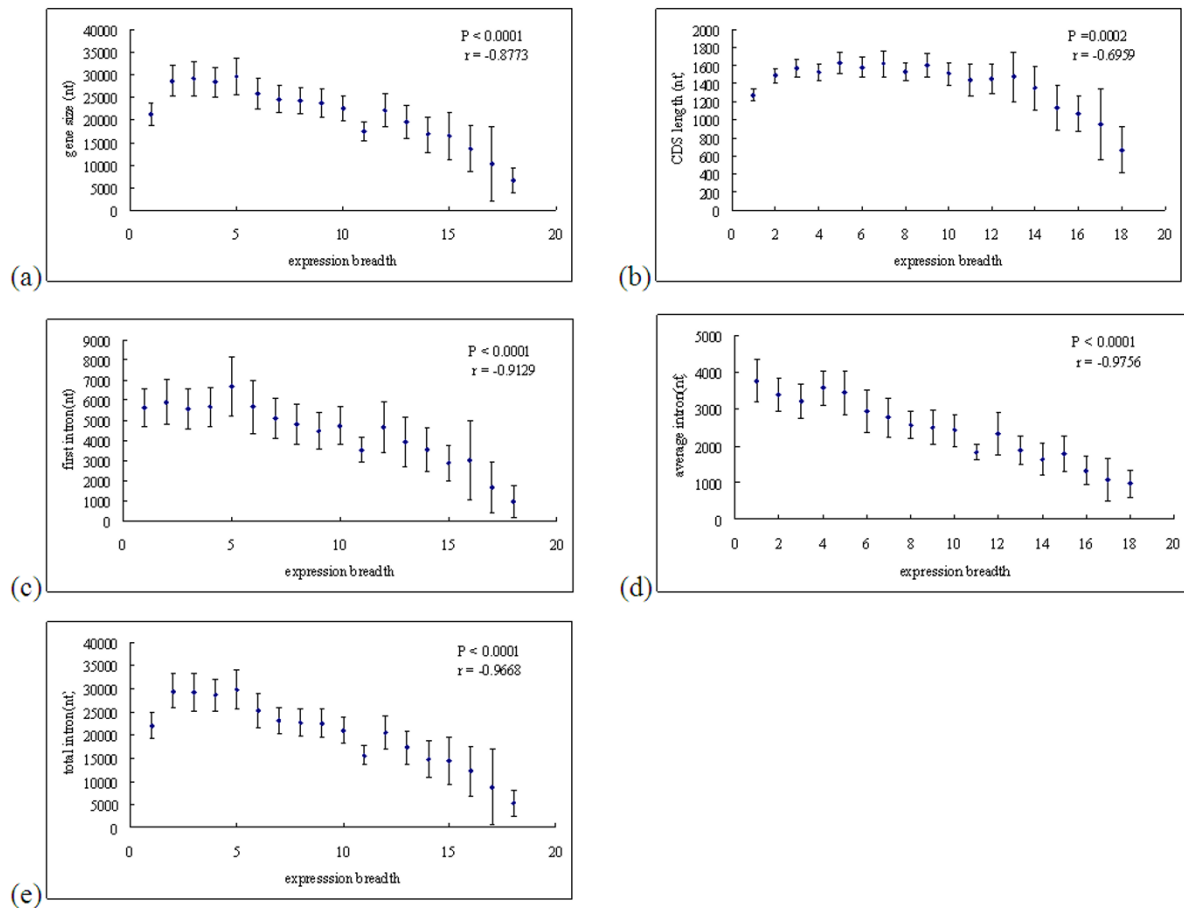 P < 0.0001
r = -0.8773
40000
35000
30000
25000
20000
15000
10000
5000
0
gene size (nt)
0 5 10 15 20
expression breadth
(a)
P =0.0002
r = -0.6959
2000
1800
1600
1400
1200
1000
800
600
400
200
0
CDS length (nt)
0 2 4 6 8 10 12 14 16 18 20
expression breadth
(b)
P < 0.0001
r = -0.9129
9000
8000
7000
6000
5000
4000
3000
2000
1000
0
first intron(nt)
0 5 10 15 20
expression breadth
(c)
P < 0.0001
r = -0.9756
5000
4000
3000
2000
1000
0
average intron(nt)
0 2 4 6 8 10 12 14 16 18 20
expression breadth
(d)
P < 0.0001
r = -0.9668
40000
35000
30000
25000
20000
15000
10000
5000
0
total intron(nt)
0 5 10 15 20
expresssion breadth
(e)